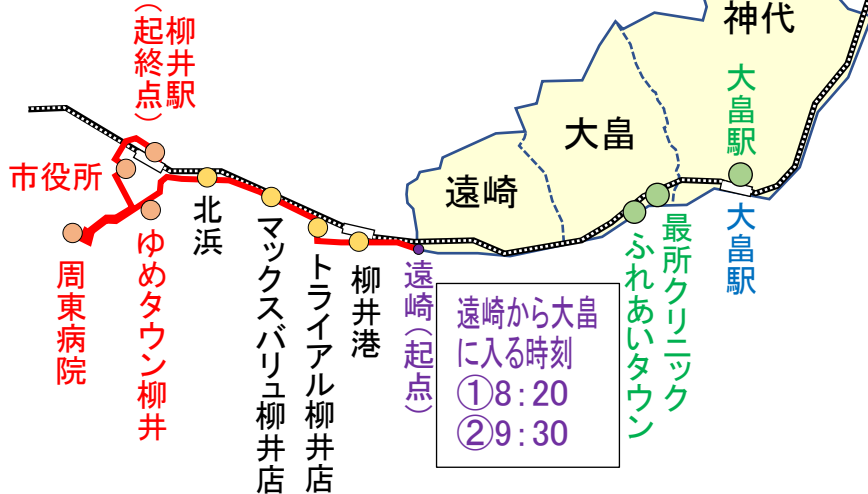 神代
柳井駅
(起終点)
大畠駅
大畠
市役所
遠崎
北浜
マックスバリュ柳井店
トライアル柳井店
柳井港
遠崎(起点)
ゆめタウン柳井
周東病院
大畠駅
最所クリニック
ふれあいタウン
遠崎から大畠
に入る時刻
①8:20
②9:30